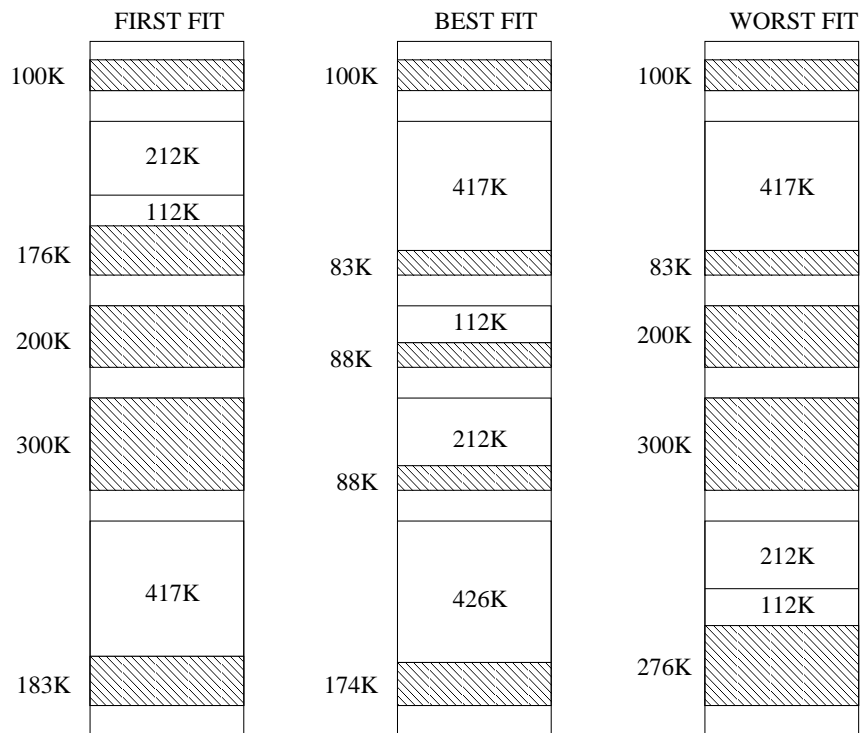 FIRST FIT BEST FIT WORST FIT
100K 100K 100K
212K 417K 417K
112K
176K 83K 83K
112K
200K 88K 200K
300K 212K 300K
88K
417K 426K 212K
112K
183K 174K 276K